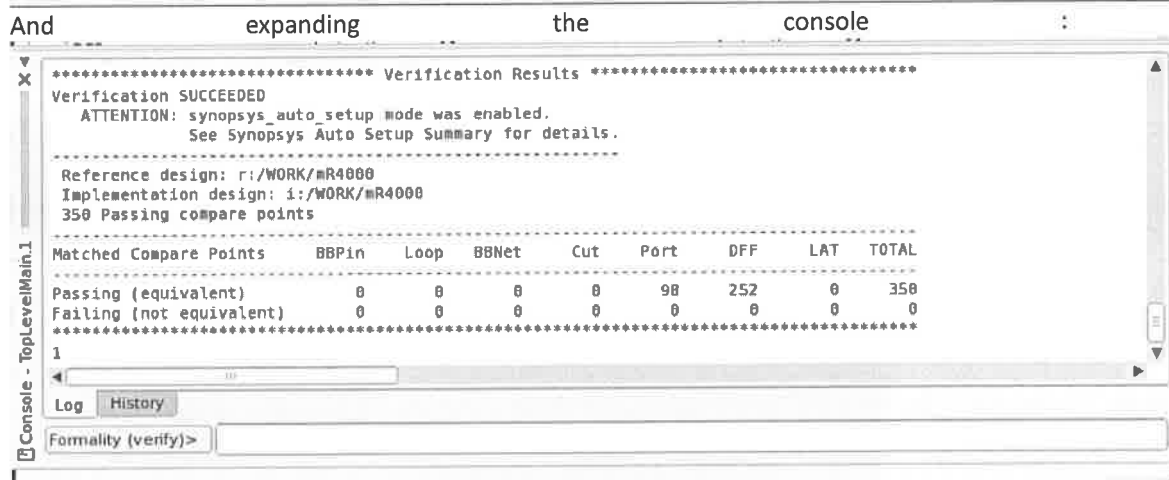 And expanding the console :
******************************** Verification Results ********************************
Verification SUCCEEDED
ATTENTION: synopsys_auto_setup mode was enabled.
See Synopsys Auto Setup Summary for details.
Reference design: r:/WORK/mR4000
Implementation design: i:/WORK/mR4000
350 Passing compare points
Matched Compare Points BBPin Loop BBNet Cut Port DFF LAT TOTAL
Passing (equivalent) 0 0 0 0 98 252 0 350
Failing (not equivalent) 0 0 0 0 0 0 0 0
****************************************************************************************
1
Log History
Formality (verify)>
Console - TopLevelMain.1